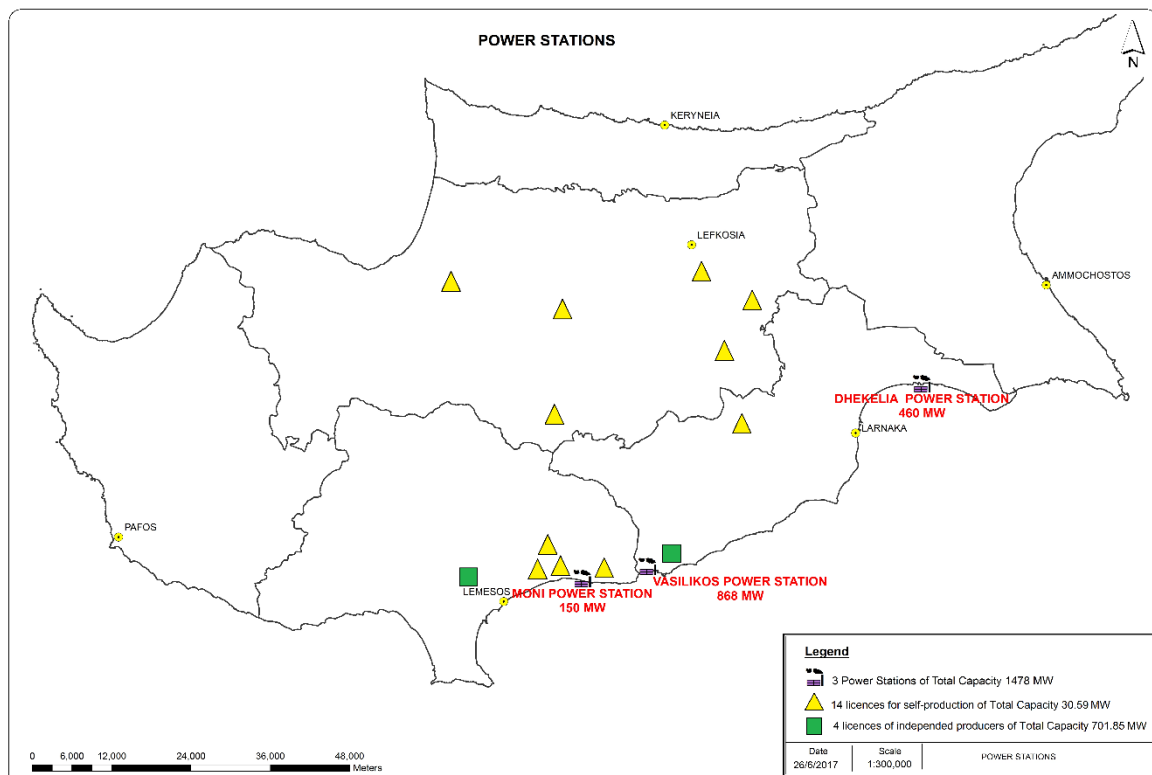 POWER STATIONS
N
KERYNEIA
LEFKOSIA
AMMOCHOSTOS
DHEKELIA POWER STATION
460 MW
LARNAKA
PAFOS
VASILIKOS POWER STATION
868 MW
LEMESOS
MONI POWER STATION
150 MW
Legend
3 Power Stations of Total Capacity 1478 MW
14 licences for self-production of Total Capacity 30.59 MW
4 licences of independed producers of Total Capacity 701.85 MW
Date
26/6/2017
Scale
1:300,000
POWER STATIONS
0 6,000 12,000 24,000 36,000 48,000
Meters